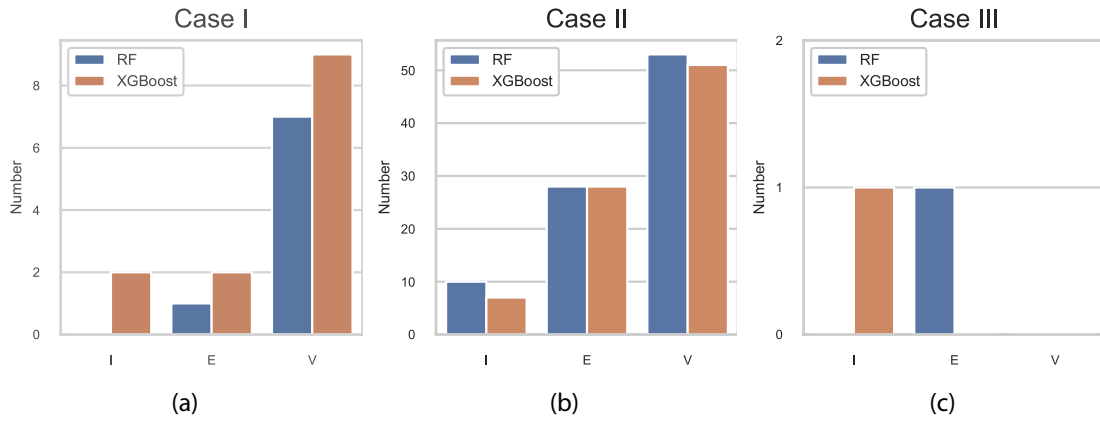 Case I
Number
8
6
4
2
0
RF
XGBoost
I E V
(a)
Case II
Number
50
40
30
20
10
0
RF
XGBoost
I E V
(b)
Case III
Number
2
1
0
RF
XGBoost
I E V
(c)